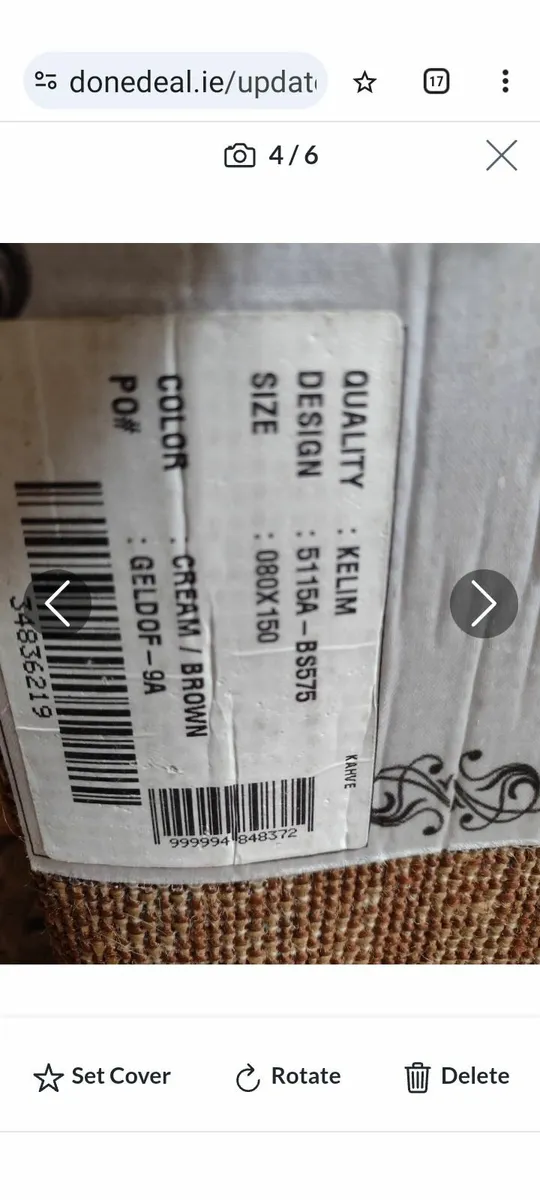 donedeal.ie/updat
17
4/6
QUALITY : KELIM
KAHVE
DESIGN : 5115A-BS575
SIZE : 080X150
COLOR : CREAM / BROWN
PO# : GELDOF-9A
999994 848372
34836219
Set Cover
Rotate
Delete